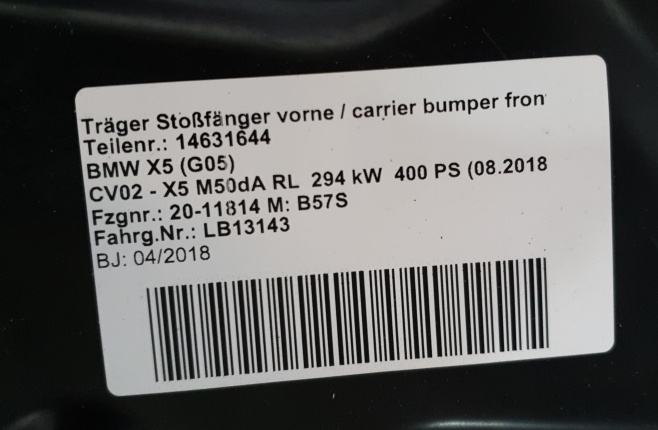 Träger Stoßfänger vorne / carrier bumper fron
Teilenr.: 14631644
BMW X5 (G05)
CV02 - X5 M50dA RL 294 kW 400 PS (08.2018
Fzgnr.: 20-11814 M: B57S
Fahrg.Nr.: LB13143
BJ: 04/2018